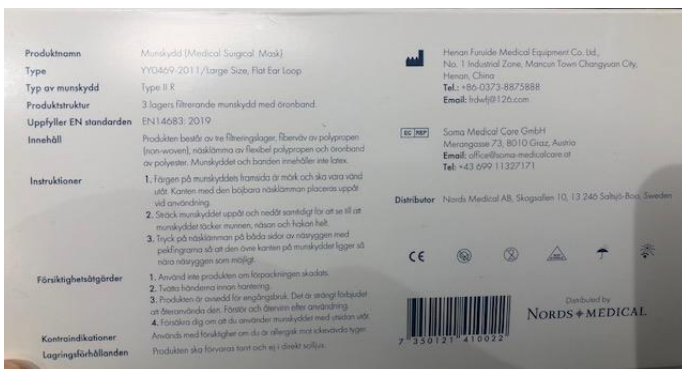 Produktnamn Munskydd (Medical Surgical Mask)
Type YY0469-2011/Large Size, Flat Ear Loop
Typ av munskydd Type II R
Produktstruktur 3.lagers filtrerande munskydd med öronband.
Uppfyller EN standarden EN14683: 2019
Innehåll Produkten består av tre filtreringslager, fiberväv av polypropen
(non-woven), näsklämma av flexibel polypropen och öronband
av polyester. Munskyddet och banden innehåller inte latex.
Instruktioner 1. Färgen på munskyddets framsida är mörk och ska vara vänd
utåt. Kanten med den böjbara näsklämman placeras uppåt
vid användning.
2. Sträck munskyddet uppåt och nedåt samtidigt för att se till att
munskyddet täcker munnen, näsan och hakan helt.
3. Tryck på näsklämman på båda sidor av näsryggen med
pekfingrarna så att den övre kanten på munskyddet ligger så
nära näsryggen som möjligt.
Försiktighetsåtgärder 1. Använd inte produkten om förpackningen skadats.
2. Tvätta händerna innan hantering.
3. Produkten är avsedd för engångsbruk. Det är strängt förbjudet
att återanvända den. Förstör och återvinn efter användning.
4. Försäkra dig om att du använder munskyddet med utsidan utåt.
Kontraindikationer Används med försiktighet om du är allergisk mot ickevävda tyger.
Lagringsförhållanden Produkten ska förvaras torrt och ej i direkt solljus.
Henan Furuide Medical Equipment Co. Ltd.,
No. 1 Industrial Zone, Mancun Town Changyuan City,
Henan, China
Tel.: +86-0373-8875888
Email: frdwfj@126.com
EC REP Soma Medical Care GmbH
Merangasse 73, 8010 Graz, Austria
Email: office@soma-medicalcare.at
Tel: +43 699 11327171
Distributor Nords Medical AB, Skogsallen 10, 13 246 Saltsjö-Boo, Sweden
CE
Distributed by
NORDS MEDICAL
7 350121 410022